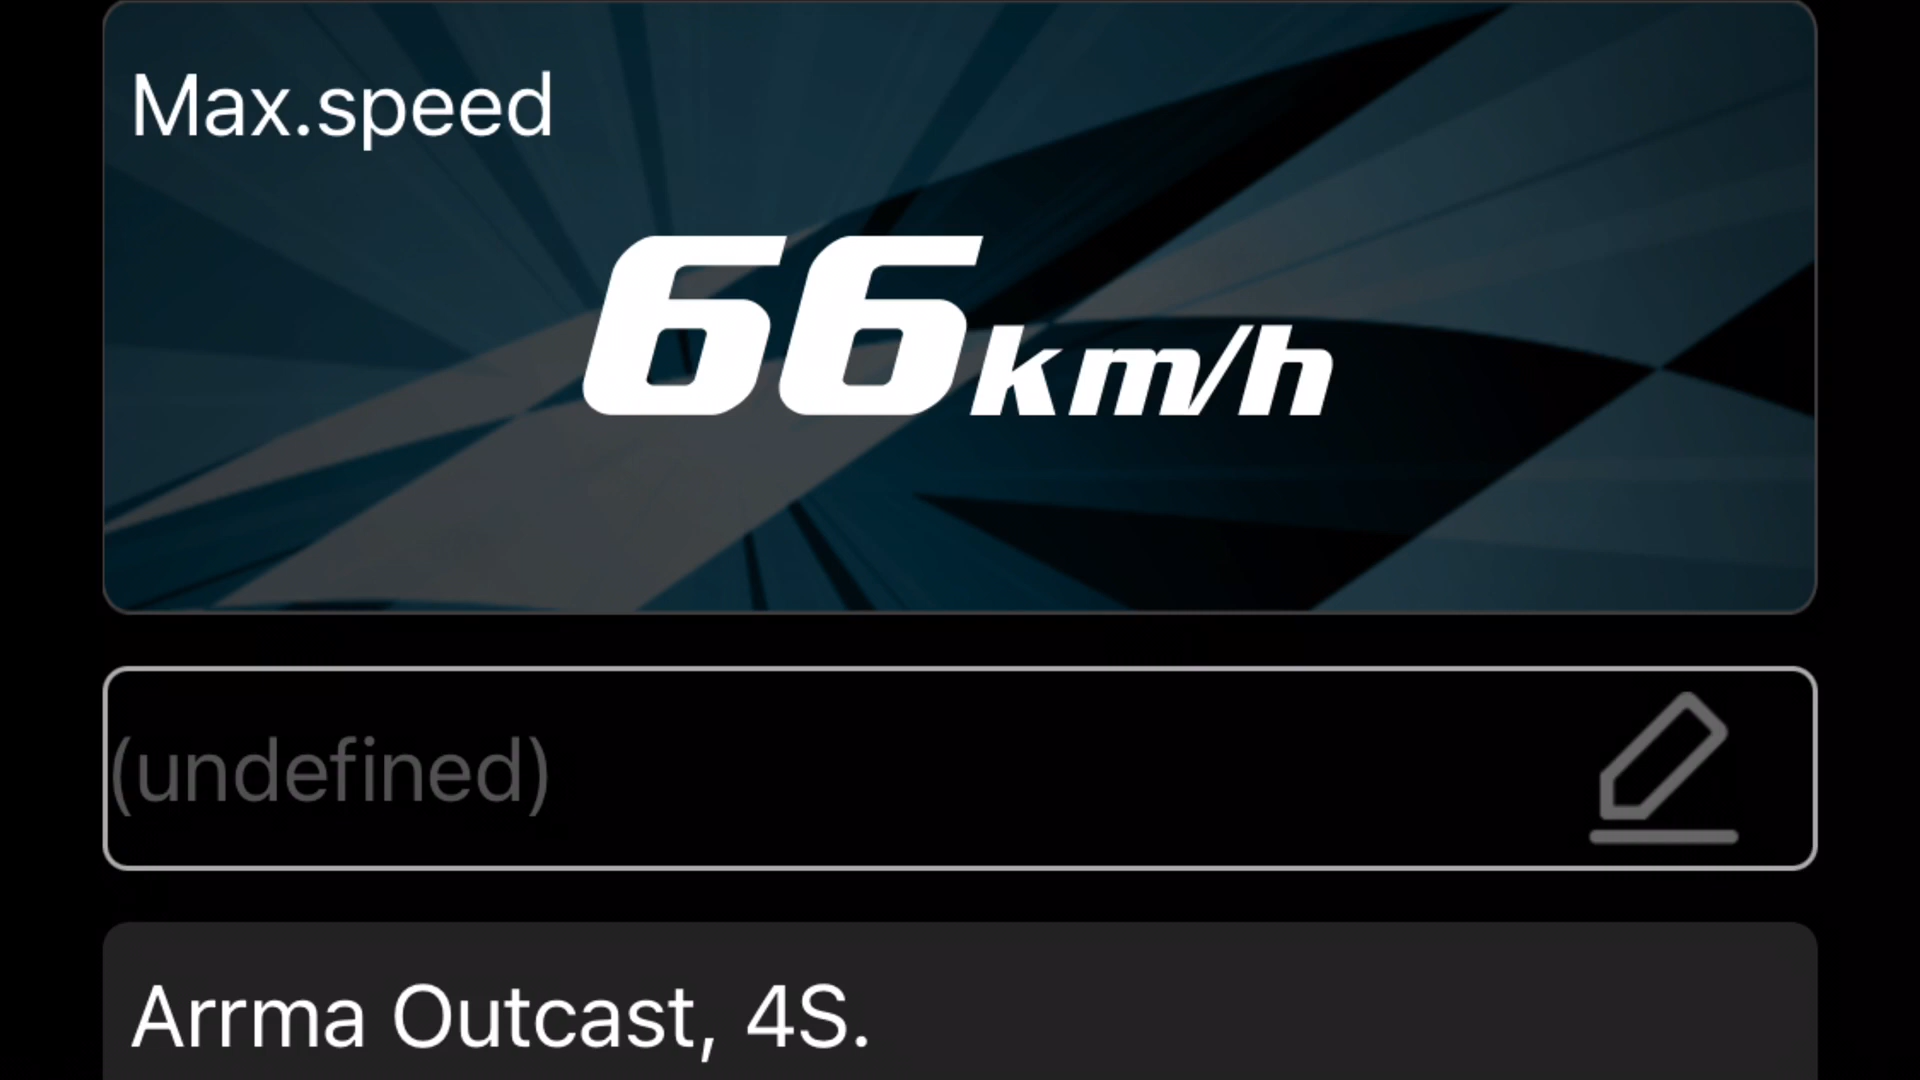 Max.speed
66km/h
(undefined)
Arrma Outcast, 4S.